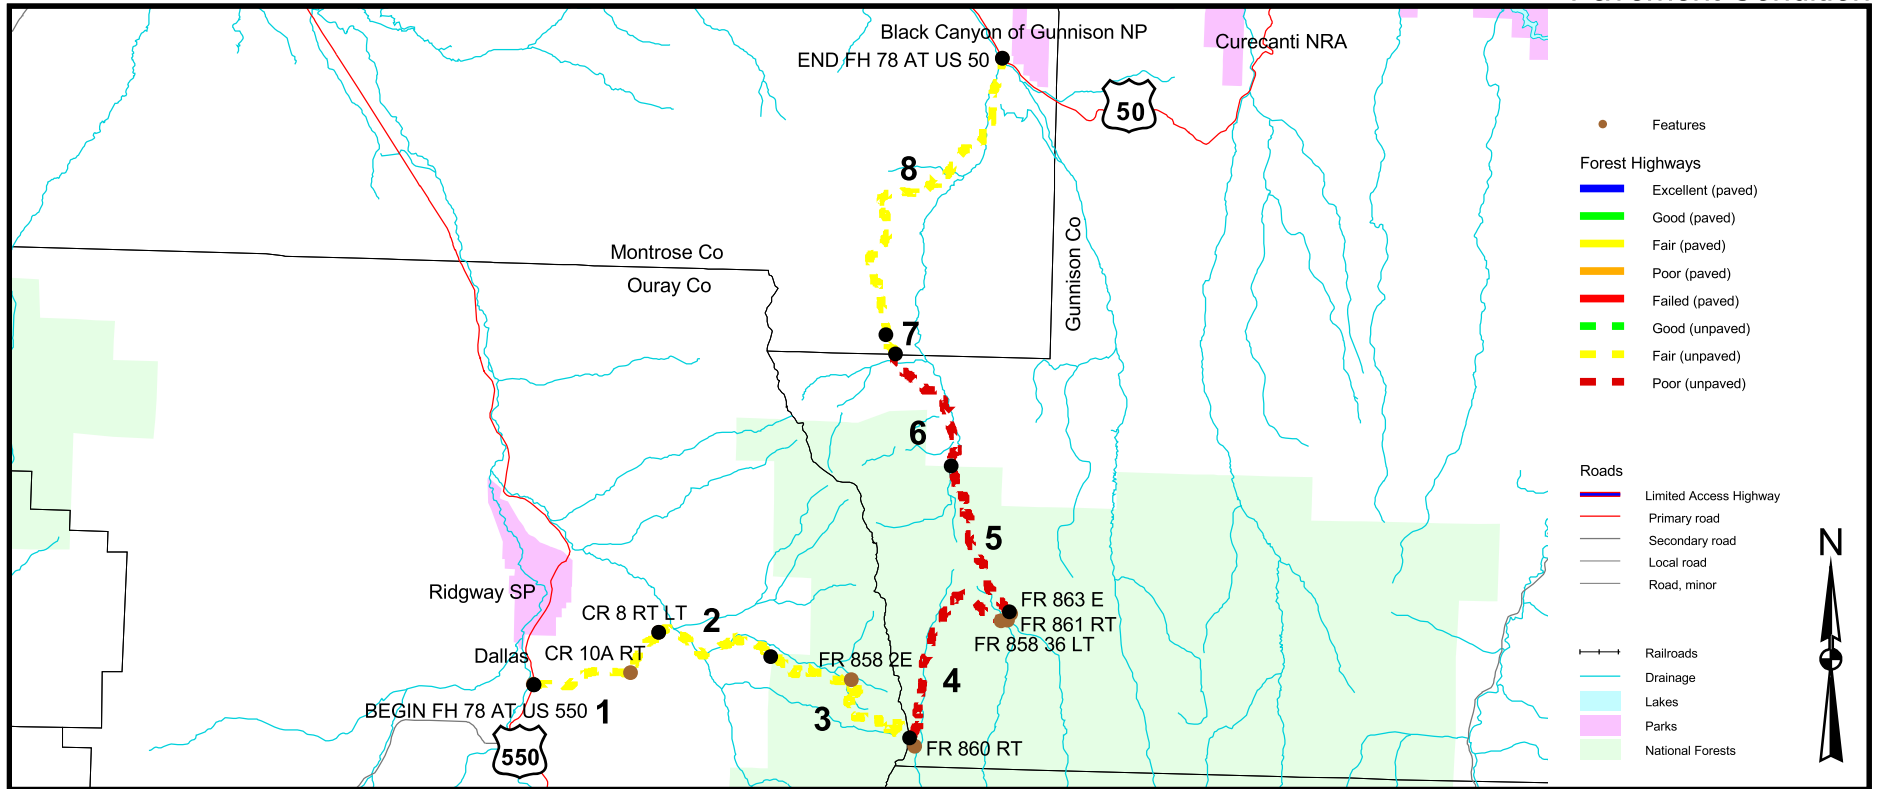 Pavement Condition
Black Canyon of Gunnison NP
Curecanti NRA
END FH 78 AT US 50
50
8
Montrose Co
Ouray Co
Gunnison Co
7
6
5
Ridgway SP
CR 8 RT LT
2
FR 863 E
FR 861 RT
FR 858 36 LT
Dallas
CR 10A RT
FR 858 2E
4
BEGIN FH 78 AT US 550
1
3
FR 860 RT
550
Features
Forest Highways
Excellent (paved)
Good (paved)
Fair (paved)
Poor (paved)
Failed (paved)
Good (unpaved)
Fair (unpaved)
Poor (unpaved)
Roads
Limited Access Highway
Primary road
Secondary road
Local road
Road, minor
N
Railroads
Drainage
Lakes
Parks
National Forests